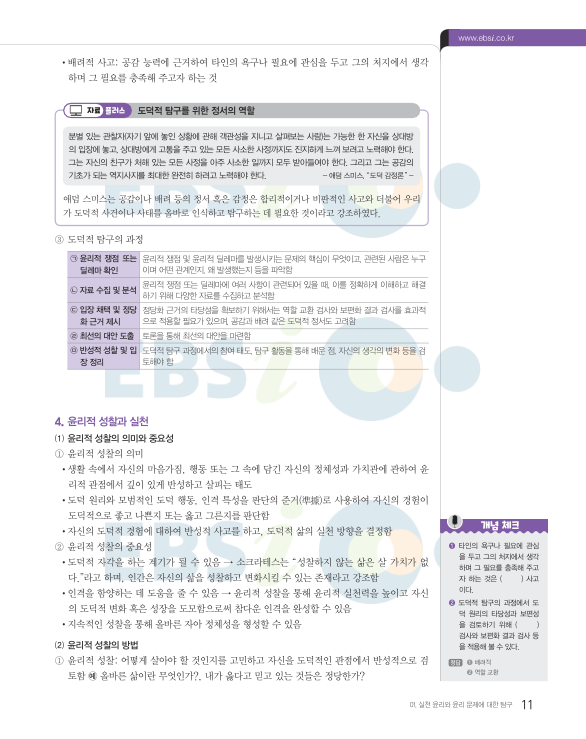 www.ebsi.co.kr
• 배려적 사고: 공감 능력에 근거하여 타인의 욕구나 필요에 관심을 두고 그의 처지에서 생각
하며 그 필요를 충족해 주고자 하는 것
자료 플러스 도덕적 탐구를 위한 정서의 역할
분별 있는 관찰자(자기 앞에 놓인 상황에 관해 객관성을 지니고 살펴보는 사람)는 가능한 한 자신을 상대방
의 입장에 놓고, 상대방에게 고통을 주고 있는 모든 사소한 사정까지도 진지하게 느껴 보려고 노력해야 한다.
그는 자신의 친구가 처해 있는 모든 사정을 아주 사소한 일까지 모두 받아들여야 한다. 그리고 그는 공감의
기초가 되는 역지사지를 최대한 완전히 하려고 노력해야 한다. – 애덤 스미스, “도덕 감정론” –
애덤 스미스는 공감이나 배려 등의 정서 혹은 감정은 합리적이거나 비판적인 사고와 더불어 우리
가 도덕적 사건이나 사태를 올바로 인식하고 탐구하는 데 필요한 것이라고 강조하였다.
③ 도덕적 탐구의 과정
㉠ 윤리적 쟁점 또는 윤리적 쟁점 및 윤리적 딜레마를 발생시키는 문제의 핵심이 무엇이고, 관련된 사람은 누구
딜레마 확인 이며 어떤 관계인지, 왜 발생했는지 등을 파악함
㉡ 자료 수집 및 분석 윤리적 쟁점 또는 딜레마에 여러 사항이 관련되어 있을 때, 이를 정확하게 이해하고 해결
하기 위해 다양한 자료를 수집하고 분석함
㉢ 입장 채택 및 정당 정당화 근거의 타당성을 확보하기 위해서는 역할 교환 검사와 보편화 결과 검사를 효과적
화 근거 제시 으로 적용할 필요가 있으며, 공감과 배려 같은 도덕적 정서도 고려함
㉣ 최선의 대안 도출 토론을 통해 최선의 대안을 마련함
㉤ 반성적 성찰 및 입 도덕적 탐구 과정에서의 참여 태도, 탐구 활동을 통해 배운 점, 자신의 생각의 변화 등을 검
장 정리 토해야 함
4. 윤리적 성찰과 실천
(1) 윤리적 성찰의 의미와 중요성
① 윤리적 성찰의 의미
• 생활 속에서 자신의 마음가짐, 행동 또는 그 속에 담긴 자신의 정체성과 가치관에 관하여 윤
리적 관점에서 깊이 있게 반성하고 살피는 태도
• 도덕 원리와 모범적인 도덕 행동, 인격 특성을 판단의 준거(準據)로 사용하여 자신의 경험이
도덕적으로 좋고 나쁜지 또는 옳고 그른지를 판단함
• 자신의 도덕적 경험에 대하여 반성적 사고를 하고, 도덕적 삶의 실천 방향을 결정함
② 윤리적 성찰의 중요성
• 도덕적 자각을 하는 계기가 될 수 있음 → 소크라테스는 “성찰하지 않는 삶은 살 가치가 없
다.”라고 하며, 인간은 자신의 삶을 성찰하고 변화시킬 수 있는 존재라고 강조함
• 인격을 함양하는 데 도움을 줄 수 있음 → 윤리적 성찰을 통해 윤리적 실천력을 높이고 자신
의 도덕적 변화 혹은 성장을 도모함으로써 참다운 인격을 완성할 수 있음
• 지속적인 성찰을 통해 올바른 자아 정체성을 형성할 수 있음
(2) 윤리적 성찰의 방법
① 윤리적 성찰: 어떻게 살아야 할 것인지를 고민하고 자신을 도덕적인 관점에서 반성적으로 검
토함 예 올바른 삶이란 무엇인가?, 내가 옳다고 믿고 있는 것들은 정당한가?
개념 체크
❶ 타인의 욕구나 필요에 관심
을 두고 그의 처지에서 생각
하며 그 필요를 충족해 주고
자 하는 것은 ( ) 사고
이다.
❷ 도덕적 탐구의 과정에서 도
덕 원리의 타당성과 보편성
을 검토하기 위해 ( )
검사와 보편화 결과 검사 등
을 적용해 볼 수 있다.
정답 ❶ 배려적
❷ 역할 교환
01. 실천 윤리와 윤리 문제에 대한 탐구 11
EBSi
EBSi
EBSi